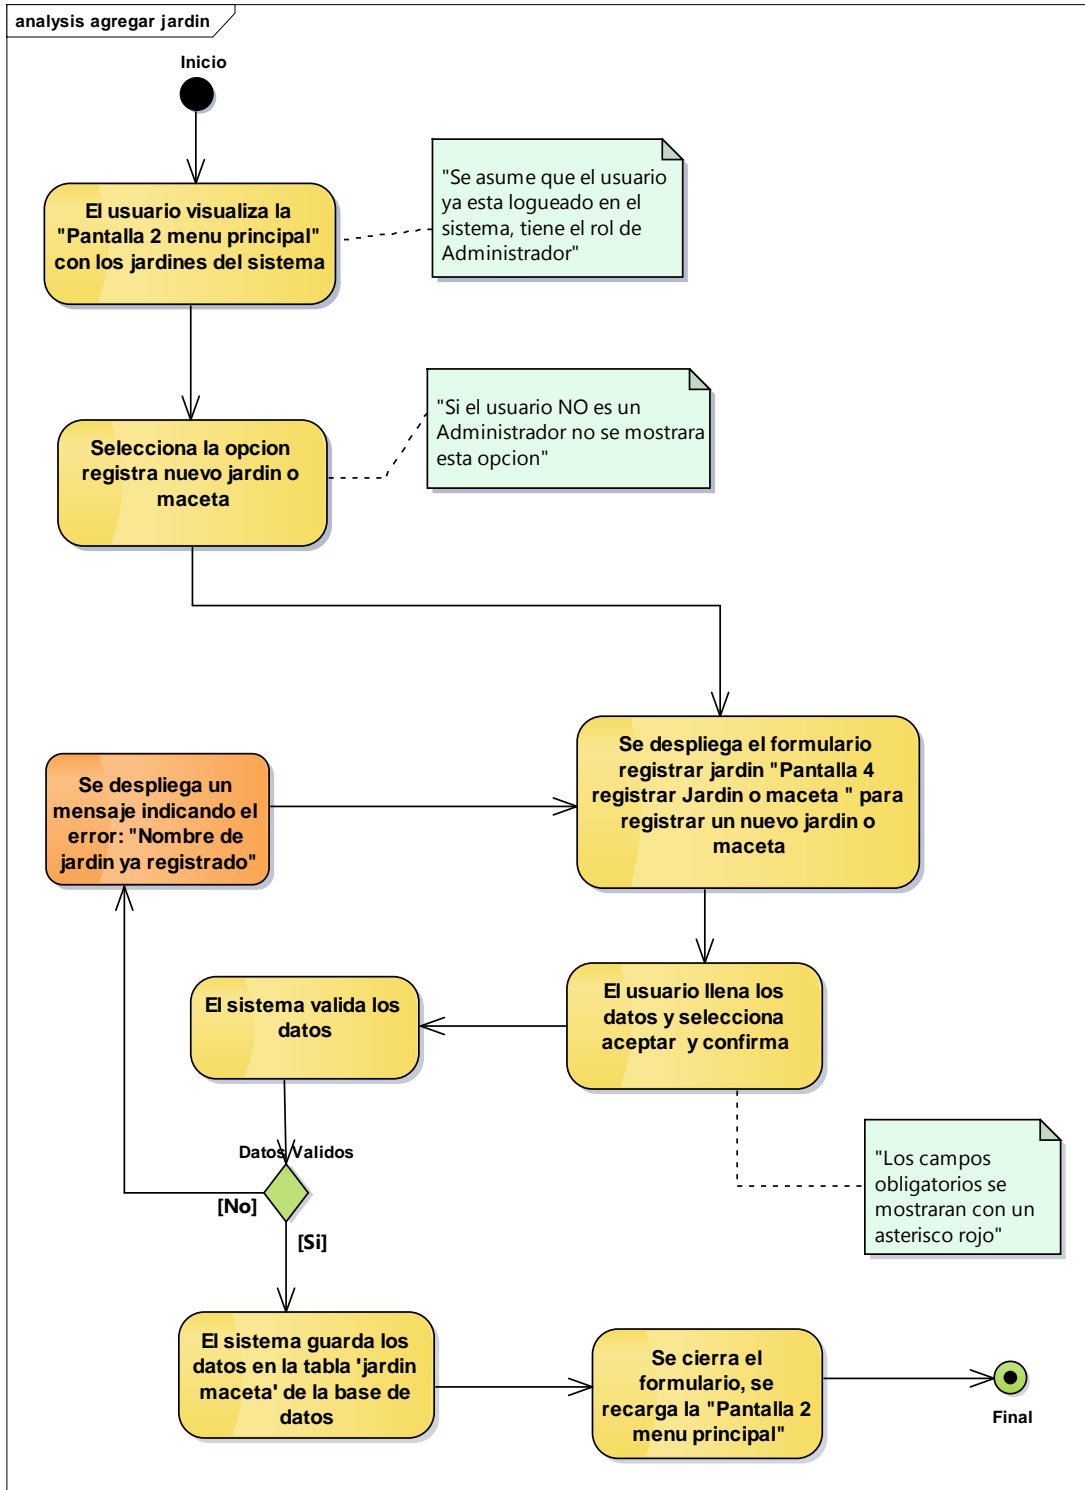 analysis agregar jardin
Inicio
El usuario visualiza la
"Pantalla 2 menu principal"
con los jardines del sistema
"Se asume que el usuario
ya esta logueado en el
sistema, tiene el rol de
Administrador"
Selecciona la opcion
registra nuevo jardin o
maceta
"Si el usuario NO es un
Administrador no se mostrara
esta opcion"
Se despliega el formulario
registrar jardin "Pantalla 4
registrar Jardin o maceta " para
registrar un nuevo jardin o
maceta
Se despliega un
mensaje indicando el
error: "Nombre de
jardin ya registrado"
El usuario llena los
datos y selecciona
aceptar  y confirma
El sistema valida los
datos
"Los campos
obligatorios se
mostraran con un
asterisco rojo"
Datos Validos
[No]
[Si]
El sistema guarda los
datos en la tabla 'jardin
maceta' de la base de
datos
Se cierra el
formulario, se
recarga la "Pantalla 2
menu principal"
Final